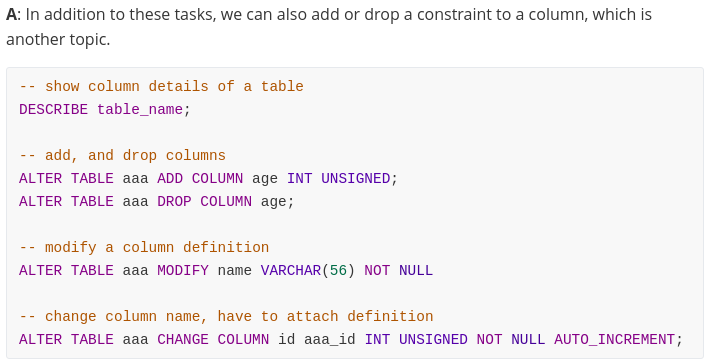 A: In addition to these tasks, we can also add or drop a constraint to a column, which is
another topic.
-- show column details of a table
DESCRIBE table_name;
-- add, and drop columns
ALTER TABLE aaa ADD COLUMN age INT UNSIGNED;
ALTER TABLE aaa DROP COLUMN age;
-- modify a column definition
ALTER TABLE aaa MODIFY name VARCHAR(56) NOT NULL
-- change column name, have to attach definition
ALTER TABLE aaa CHANGE COLUMN id aaa_id INT UNSIGNED NOT NULL AUTO_INCREMENT;